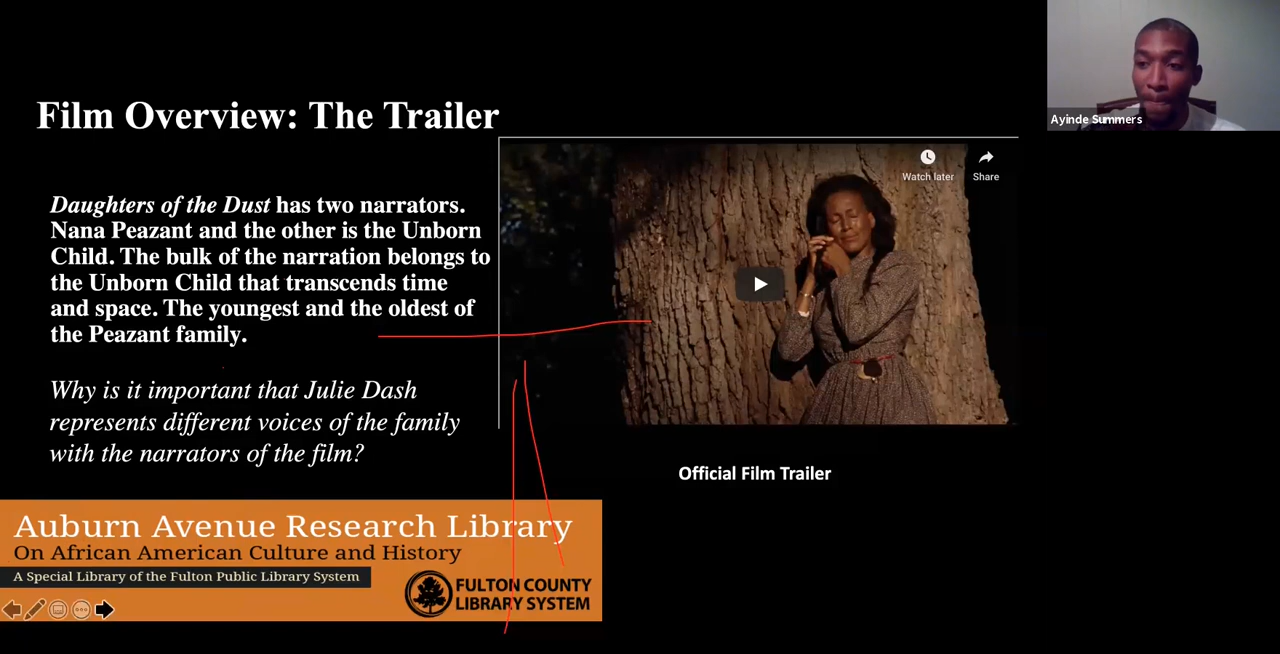 Film Overview: The Trailer
Daughters of the Dust has two narrators.
Nana Peazant and the other is the Unborn
Child. The bulk of the narration belongs to
the Unborn Child that transcends time
and space. The youngest and the oldest of
the Peazant family.
Why is it important that Julie Dash
represents different voices of the family
with the narrators of the film?
Watch later
Share
Official Film Trailer
Ayinde Summers
Auburn Avenue Research Library
On African American Culture and History
A Special Library of the Fulton Public Library System
FULTON COUNTY
LIBRARY SYSTEM